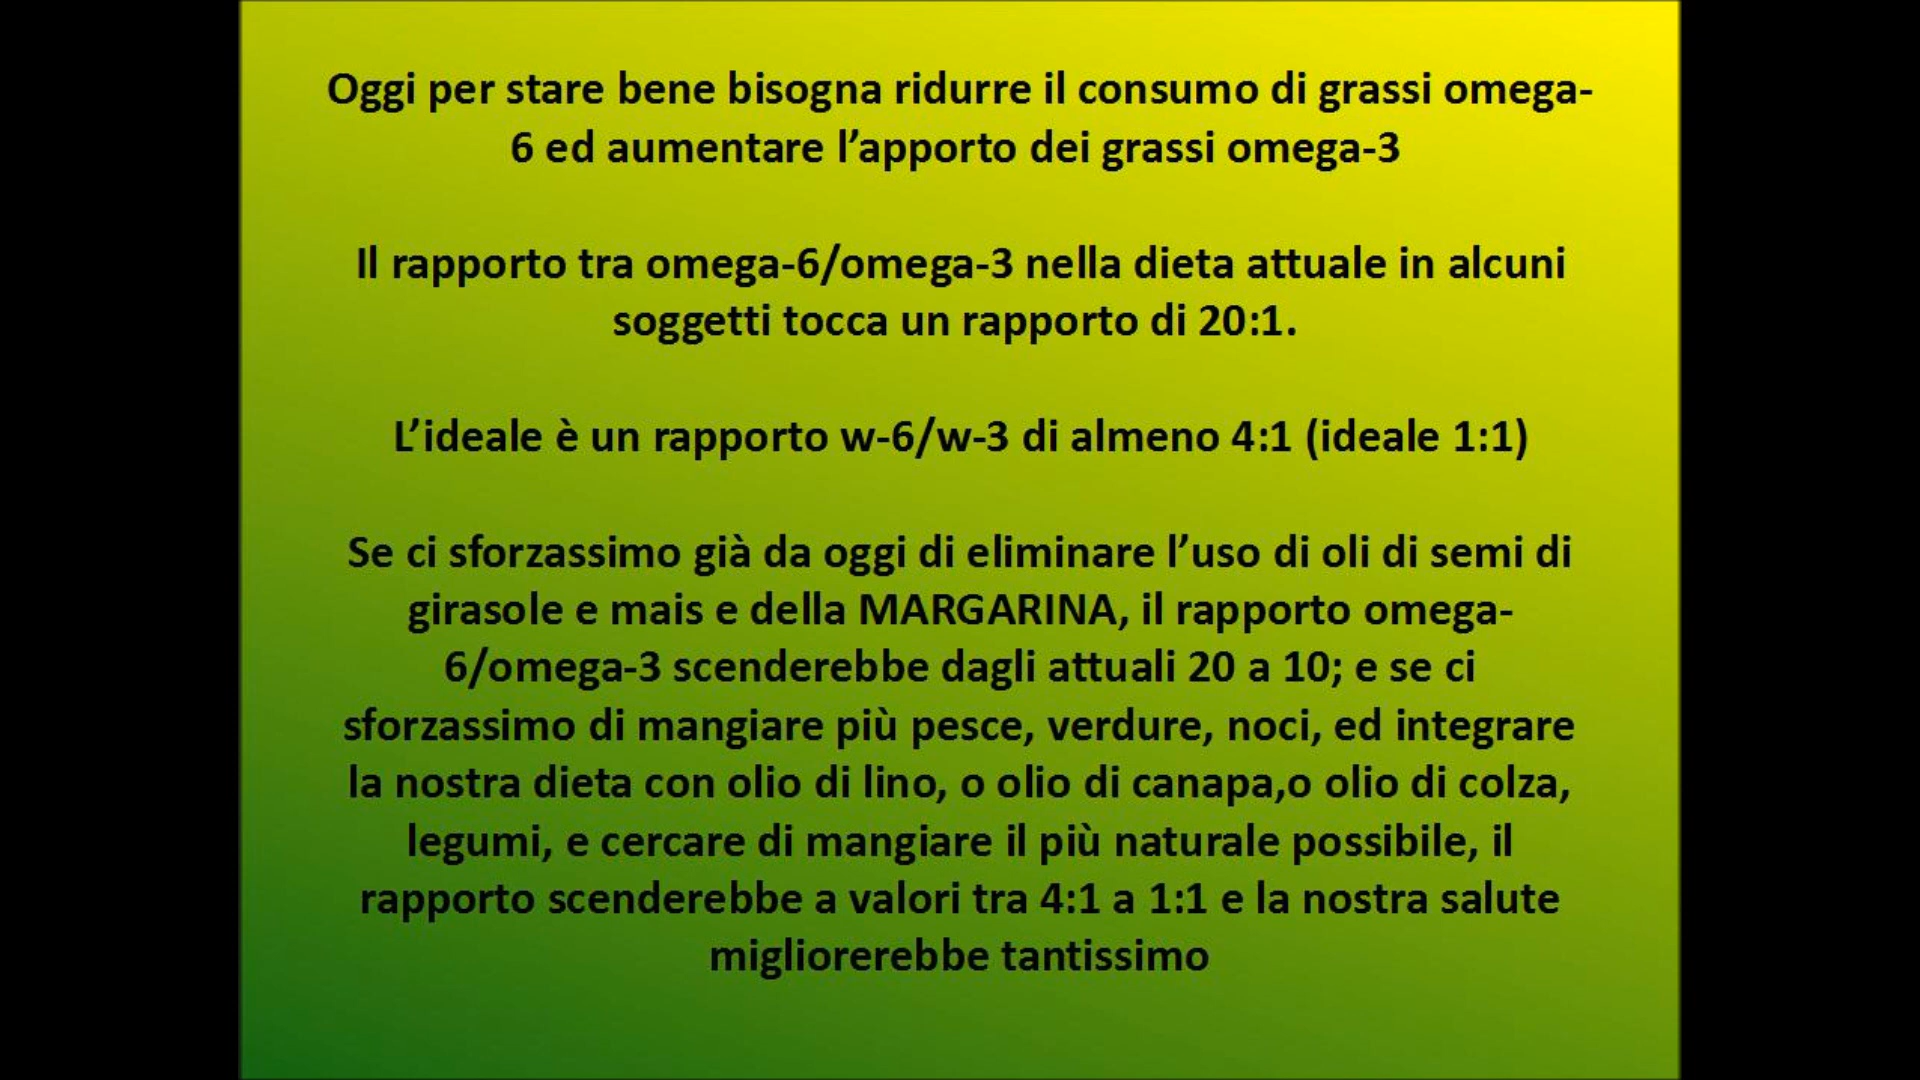 Oggi per stare bene bisogna ridurre il consumo di grassi omega-
6 ed aumentare l’apporto dei grassi omega-3
Il rapporto tra omega-6/omega-3 nella dieta attuale in alcuni
soggetti tocca un rapporto di 20:1.
L’ideale è un rapporto w-6/w-3 di almeno 4:1 (ideale 1:1)
Se ci sforzassimo già da oggi di eliminare l’uso di oli di semi di
girasole e mais e della MARGARINA, il rapporto omega-
6/omega-3 scenderebbe dagli attuali 20 a 10; e se ci
sforzassimo di mangiare più pesce, verdure, noci, ed integrare
la nostra dieta con olio di lino, o olio di canapa,o olio di colza,
legumi, e cercare di mangiare il più naturale possibile, il
rapporto scenderebbe a valori tra 4:1 a 1:1 e la nostra salute
migliorerebbe tantissimo